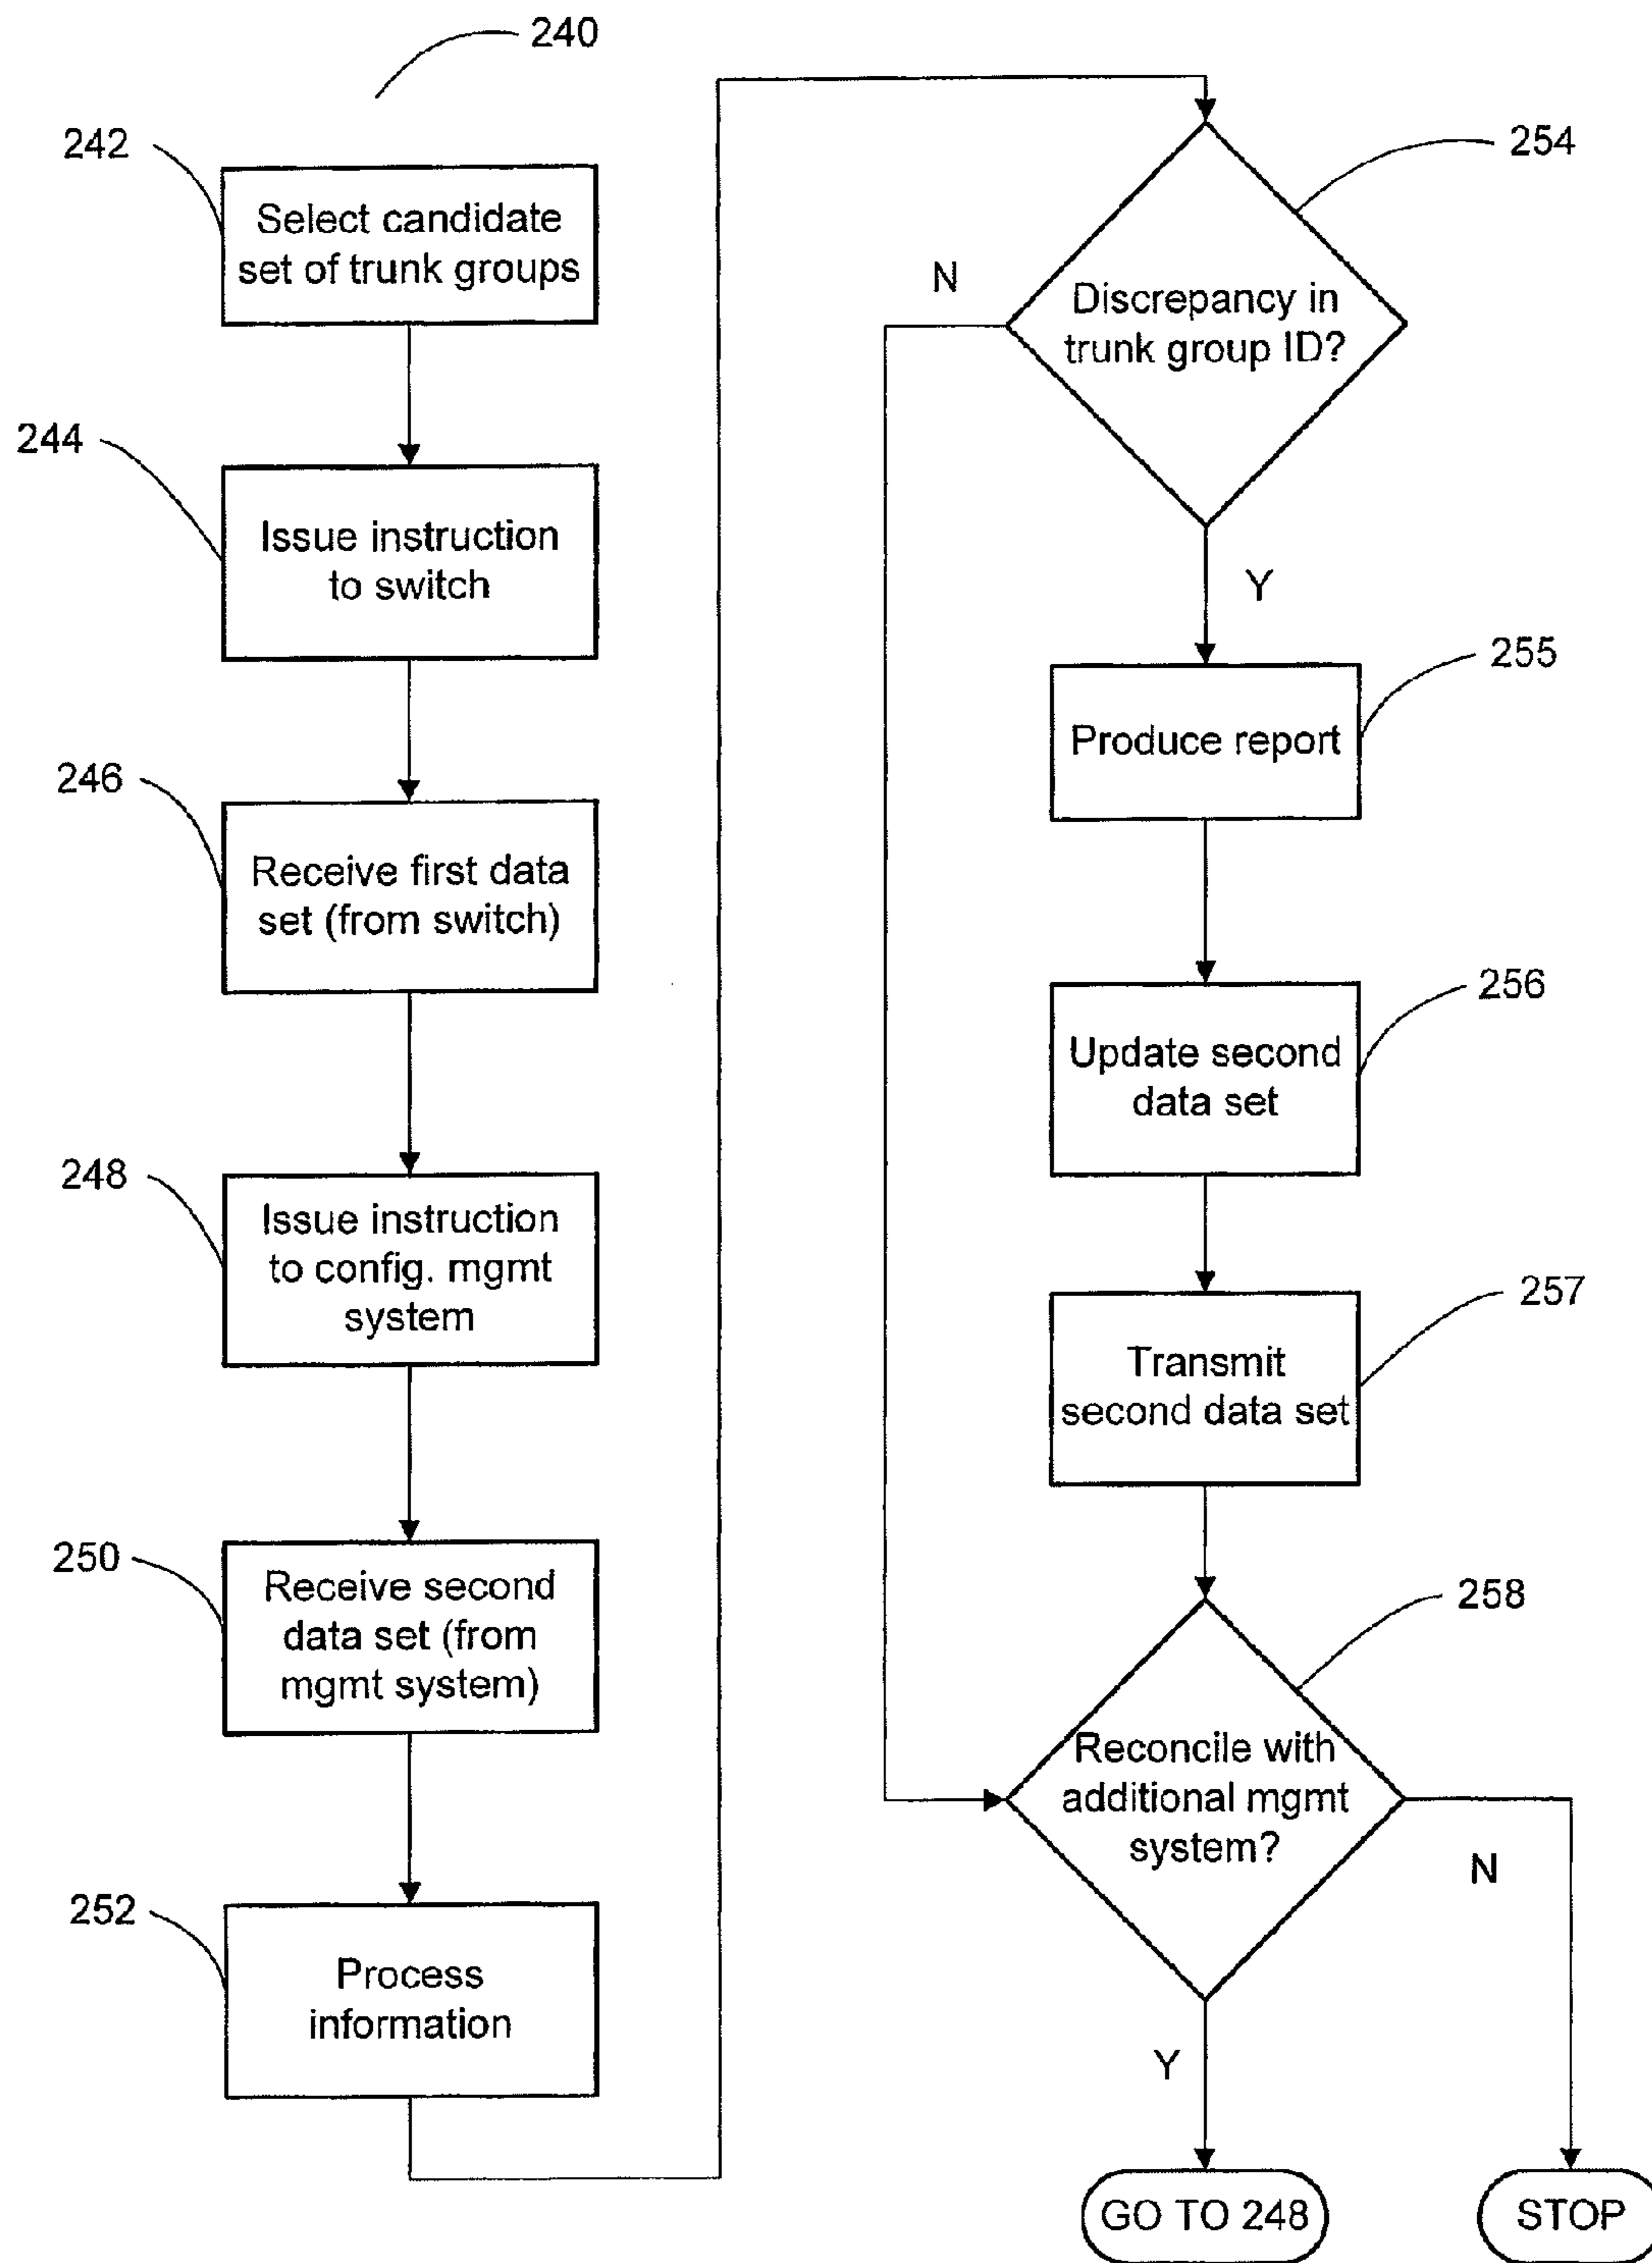 240
242
Select candidate
set of trunk groups
244
Issue instruction
to switch
246
Receive first data
set (from switch)
248
Issue instruction
to config. mgmt
system
250
Receive second
data set (from
mgmt system)
252
Process
information
254
Discrepancy in
trunk group ID?
N
Y
255
Produce report
256
Update second
data set
257
Transmit
second data set
258
Reconcile with
additional mgmt
system?
N
Y
GO TO 248
STOP